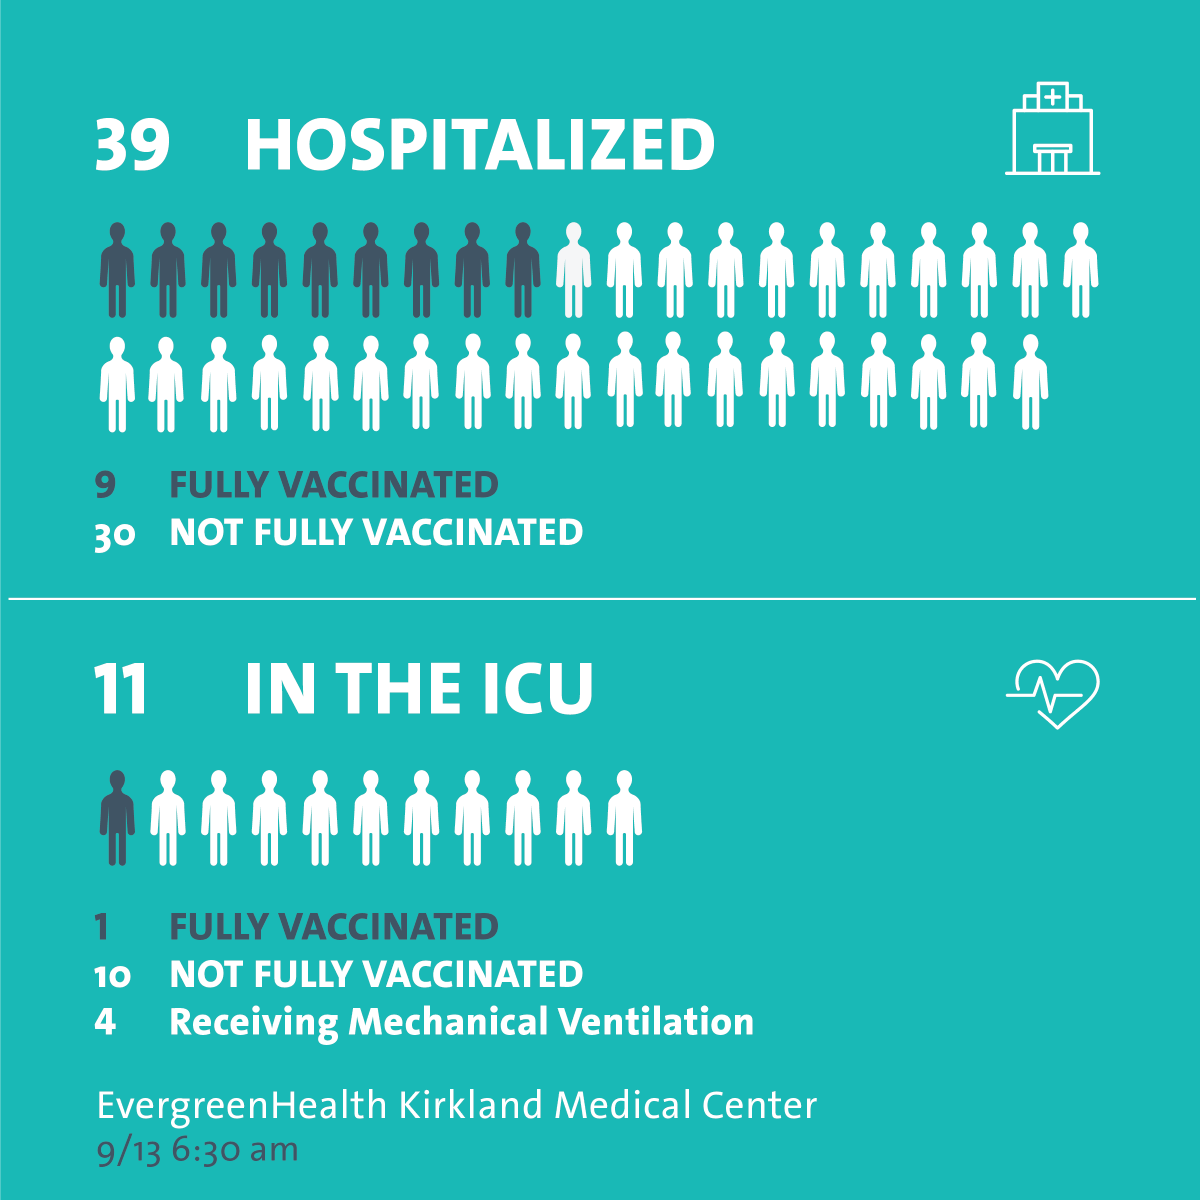 39 HOSPITALIZED
9 FULLY VACCINATED
30 NOT FULLY VACCINATED
11 IN THE ICU
1 FULLY VACCINATED
10 NOT FULLY VACCINATED
4 Receiving Mechanical Ventilation
EvergreenHealth Kirkland Medical Center
9/13 6:30 am